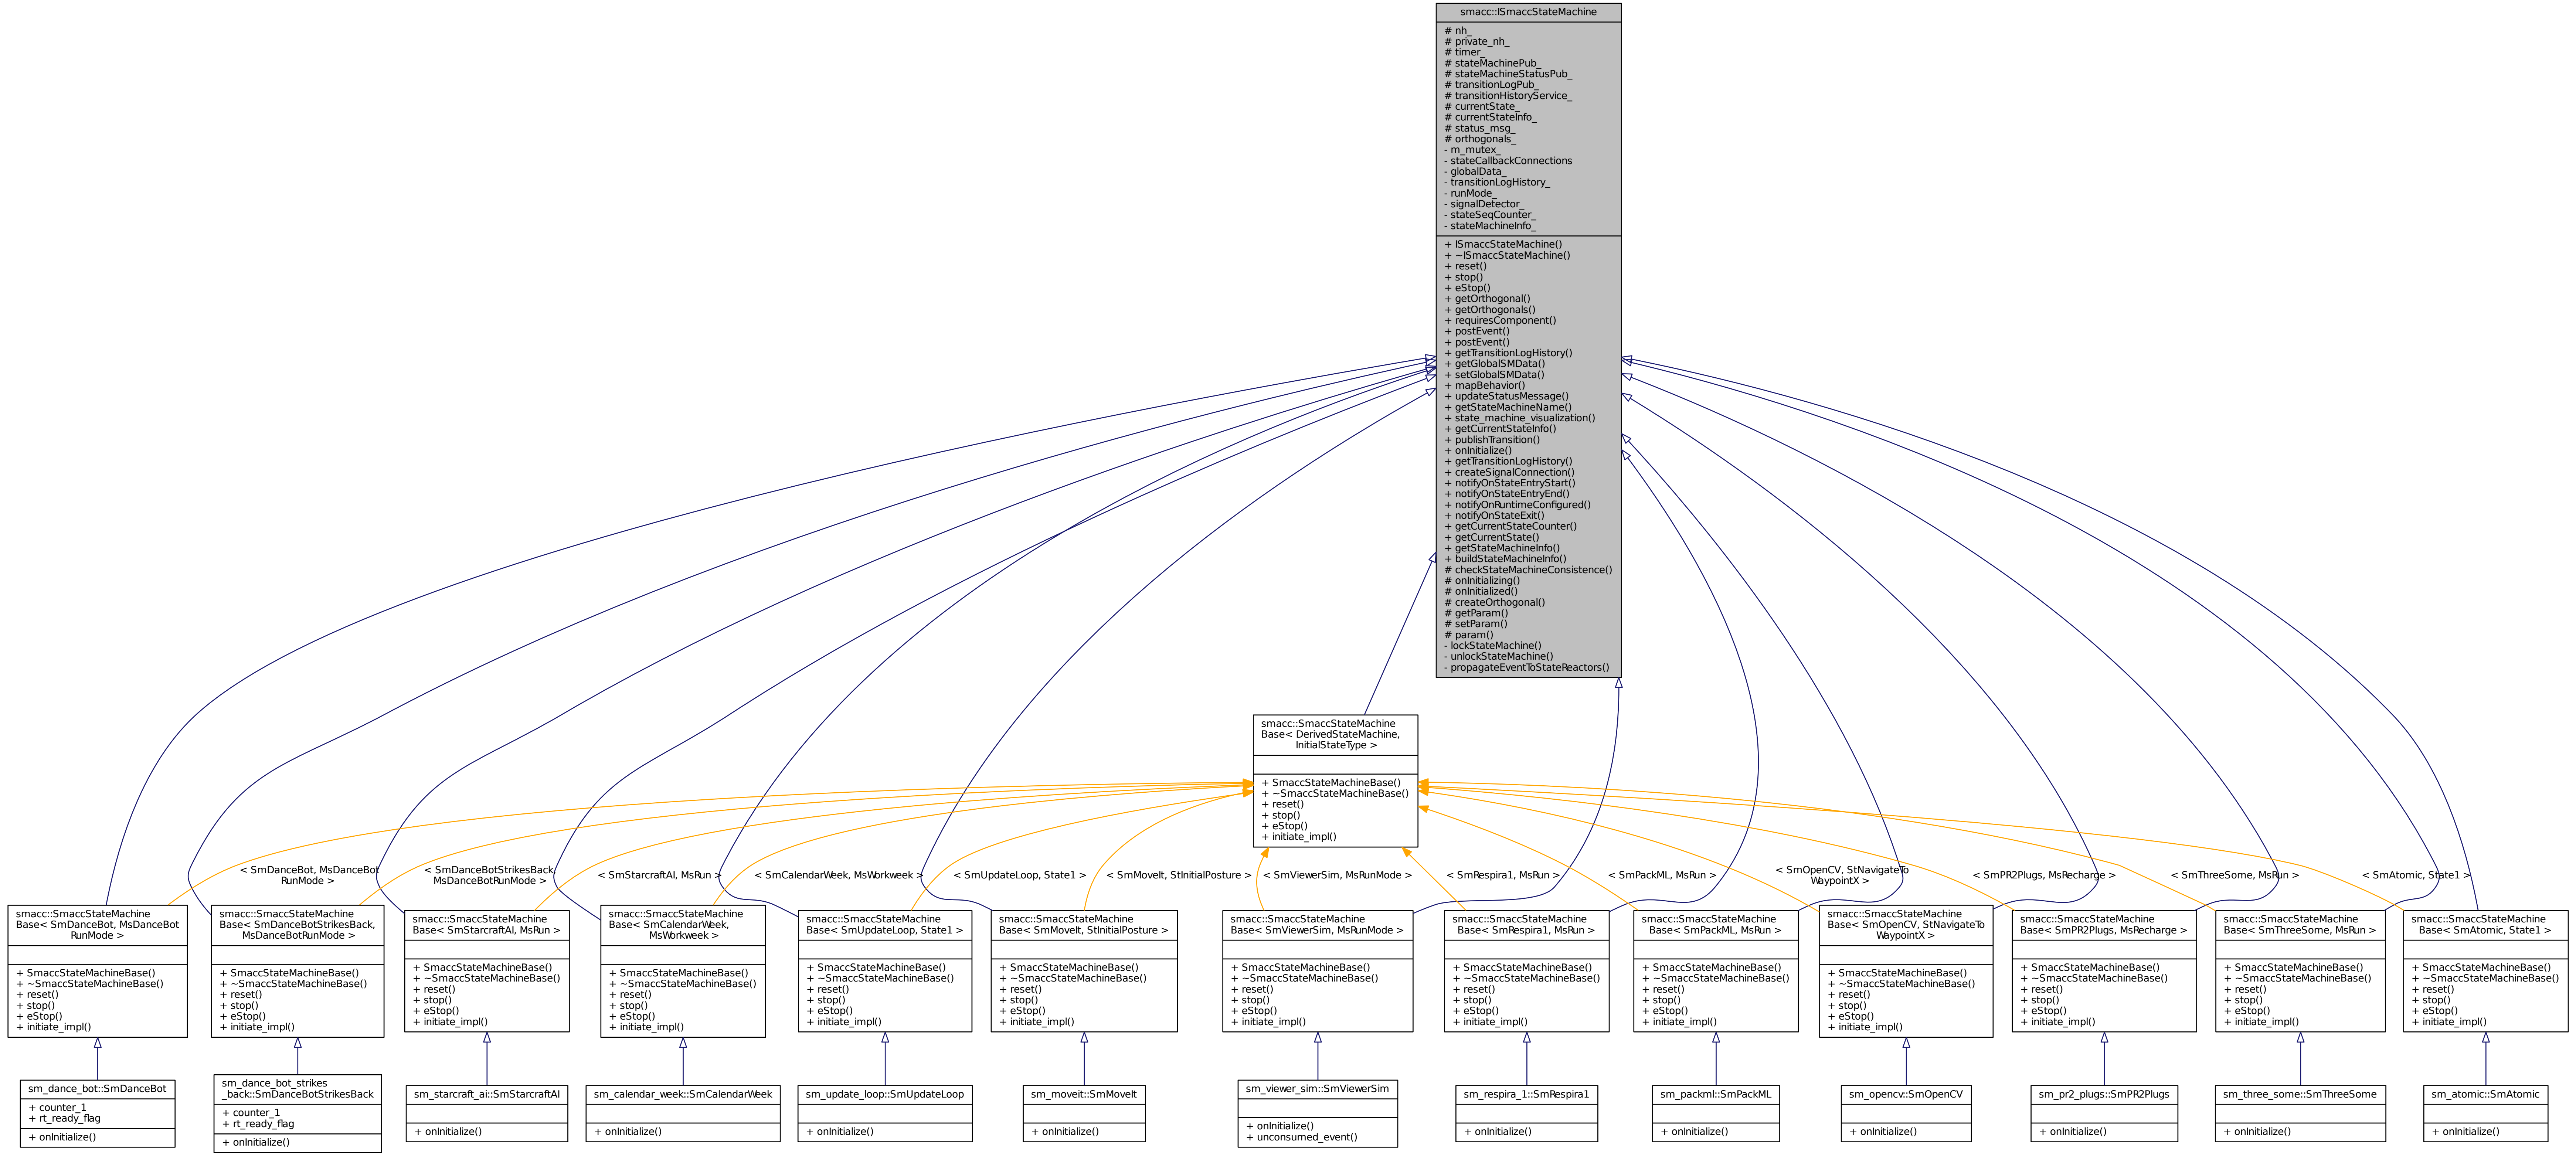 smacc::ISmaccStateMachine
# nh_
# private_nh_
# timer_
# stateMachinePub_
# stateMachineStatusPub_
# transitionLogPub_
# transitionHistoryService_
# currentState_
# currentStateInfo_
# status_msg_
# orthogonals_
- m_mutex_
- stateCallbackConnections
- globalData_
- transitionLogHistory_
- runMode_
- signalDetector_
- stateSeqCounter_
- stateMachineInfo_
+ ISmaccStateMachine()
+ ~ISmaccStateMachine()
+ reset()
+ stop()
+ eStop()
+ getOrthogonal()
+ getOrthogonals()
+ requiresComponent()
+ postEvent()
+ postEvent()
+ getTransitionLogHistory()
+ getGlobalSMData()
+ setGlobalSMData()
+ mapBehavior()
+ updateStatusMessage()
+ getStateMachineName()
+ state_machine_visualization()
+ getCurrentStateInfo()
+ publishTransition()
+ onInitialize()
+ getTransitionLogHistory()
+ createSignalConnection()
+ notifyOnStateEntryStart()
+ notifyOnStateEntryEnd()
+ notifyOnRuntimeConfigured()
+ notifyOnStateExit()
+ getCurrentStateCounter()
+ getCurrentState()
+ getStateMachineInfo()
+ buildStateMachineInfo()
# checkStateMachineConsistence()
# onInitializing()
# onInitialized()
# createOrthogonal()
# getParam()
# setParam()
# param()
- lockStateMachine()
- unlockStateMachine()
- propagateEventToStateReactors()
smacc::SmaccStateMachine
Base< DerivedStateMachine,
InitialStateType >
+ SmaccStateMachineBase()
+ ~SmaccStateMachineBase()
+ reset()
+ stop()
+ eStop()
+ initiate_impl()
< SmDanceBot, MsDanceBot
RunMode >
< SmDanceBotStrikesBack,
MsDanceBotRunMode >
< SmStarcraftAI, MsRun >
< SmCalendarWeek, MsWorkweek >
< SmUpdateLoop, State1 >
< SmMoveIt, StInitialPosture >
< SmViewerSim, MsRunMode >
< SmRespira1, MsRun >
< SmPackML, MsRun >
< SmOpenCV, StNavigateTo
WaypointX >
< SmPR2Plugs, MsRecharge >
< SmThreeSome, MsRun >
< SmAtomic, State1 >
smacc::SmaccStateMachine
Base< SmDanceBot, MsDanceBot
RunMode >
+ SmaccStateMachineBase()
+ ~SmaccStateMachineBase()
+ reset()
+ stop()
+ eStop()
+ initiate_impl()
smacc::SmaccStateMachine
Base< SmDanceBotStrikesBack,
MsDanceBotRunMode >
+ SmaccStateMachineBase()
+ ~SmaccStateMachineBase()
+ reset()
+ stop()
+ eStop()
+ initiate_impl()
smacc::SmaccStateMachine
Base< SmStarcraftAI, MsRun >
+ SmaccStateMachineBase()
+ ~SmaccStateMachineBase()
+ reset()
+ stop()
+ eStop()
+ initiate_impl()
smacc::SmaccStateMachine
Base< SmCalendarWeek,
MsWorkweek >
+ SmaccStateMachineBase()
+ ~SmaccStateMachineBase()
+ reset()
+ stop()
+ eStop()
+ initiate_impl()
smacc::SmaccStateMachine
Base< SmUpdateLoop, State1 >
+ SmaccStateMachineBase()
+ ~SmaccStateMachineBase()
+ reset()
+ stop()
+ eStop()
+ initiate_impl()
smacc::SmaccStateMachine
Base< SmMoveIt, StInitialPosture >
+ SmaccStateMachineBase()
+ ~SmaccStateMachineBase()
+ reset()
+ stop()
+ eStop()
+ initiate_impl()
smacc::SmaccStateMachine
Base< SmViewerSim, MsRunMode >
+ SmaccStateMachineBase()
+ ~SmaccStateMachineBase()
+ reset()
+ stop()
+ eStop()
+ initiate_impl()
smacc::SmaccStateMachine
Base< SmRespira1, MsRun >
+ SmaccStateMachineBase()
+ ~SmaccStateMachineBase()
+ reset()
+ stop()
+ eStop()
+ initiate_impl()
smacc::SmaccStateMachine
Base< SmPackML, MsRun >
+ SmaccStateMachineBase()
+ ~SmaccStateMachineBase()
+ reset()
+ stop()
+ eStop()
+ initiate_impl()
smacc::SmaccStateMachine
Base< SmOpenCV, StNavigateTo
WaypointX >
+ SmaccStateMachineBase()
+ ~SmaccStateMachineBase()
+ reset()
+ stop()
+ eStop()
+ initiate_impl()
smacc::SmaccStateMachine
Base< SmPR2Plugs, MsRecharge >
+ SmaccStateMachineBase()
+ ~SmaccStateMachineBase()
+ reset()
+ stop()
+ eStop()
+ initiate_impl()
smacc::SmaccStateMachine
Base< SmThreeSome, MsRun >
+ SmaccStateMachineBase()
+ ~SmaccStateMachineBase()
+ reset()
+ stop()
+ eStop()
+ initiate_impl()
smacc::SmaccStateMachine
Base< SmAtomic, State1 >
+ SmaccStateMachineBase()
+ ~SmaccStateMachineBase()
+ reset()
+ stop()
+ eStop()
+ initiate_impl()
sm_dance_bot::SmDanceBot
+ counter_1
+ rt_ready_flag
+ onInitialize()
sm_dance_bot_strikes
_back::SmDanceBotStrikesBack
+ counter_1
+ rt_ready_flag
+ onInitialize()
sm_starcraft_ai::SmStarcraftAI
+ onInitialize()
sm_calendar_week::SmCalendarWeek
+ onInitialize()
sm_update_loop::SmUpdateLoop
+ onInitialize()
sm_moveit::SmMoveIt
+ onInitialize()
sm_viewer_sim::SmViewerSim
+ onInitialize()
+ unconsumed_event()
sm_respira_1::SmRespira1
+ onInitialize()
sm_packml::SmPackML
+ onInitialize()
sm_opencv::SmOpenCV
+ onInitialize()
sm_pr2_plugs::SmPR2Plugs
+ onInitialize()
sm_three_some::SmThreeSome
+ onInitialize()
sm_atomic::SmAtomic
+ onInitialize()